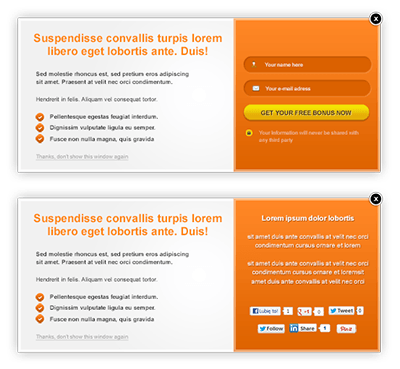 x
Suspendisse convallis turpis lorem
libero eget lobortis ante. Duis!
Sed molestie rhoncus est, sed pretium eros adipiscing
sit amet. Praesent at velit nec orci condimentum.
Hendrerit in felis. Aliquam vel consequat tortor.
Pellentesque egestas feugiat interdum.
Dignissim vulputate ligula eu semper.
Fusce non nulla magna, quis gravida
Thanks, don't show this window again
Your name here
Your e-mail adress
GET YOUR FREE BONUS NOW
Your information will never be shared with
any third party
x
Suspendisse convallis turpis lorem
libero eget lobortis ante. Duis!
Sed molestie rhoncus est, sed pretium eros adipiscing
sit amet. Praesent at velit nec orci condimentum.
Hendrerit in felis. Aliquam vel consequat tortor.
Pellentesque egestas feugiat interdum.
Dignissim vulputate ligula eu semper.
Fusce non nulla magna, quis gravida
Thanks, don't show this window again
Lorem ipsum dolor lobortis
sit amet duis ante convallis at velit nec orci
condimentum cursus ornare et lorem
sit amet duis ante convallis at velit nec orci
condimentum cursus ornare et loremsit
amet duis ante convallis at velit nec orci
Lubię to! 1 +1 0 Tweet 0
Follow Share 1 Pin it